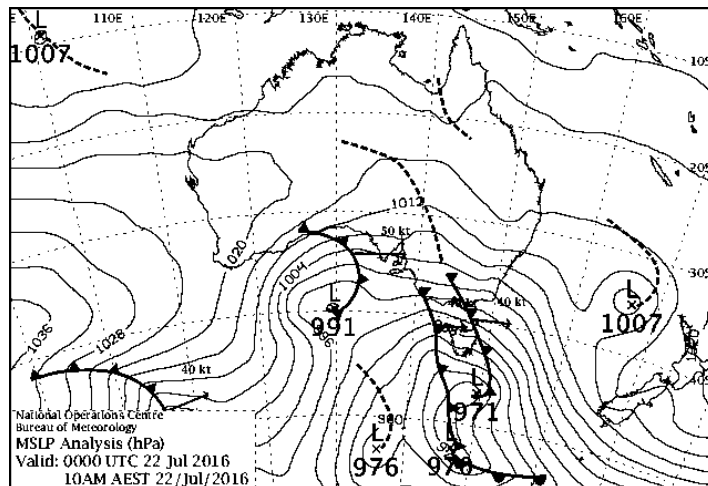 110E 120E 130E 140E 150E 160E
L
1007
10S
20S
1012
50 kt
1020
1004
30S
L
991
40 kt
L
1007
1036
1028
40 kt
40S
L
971
National Operations Centre
Bureau of Meteorology
MSLP Analysis (hPa)
Valid: 0000 UTC 22 Jul 2016
10AM AEST 22/Jul/2016
L
976
L